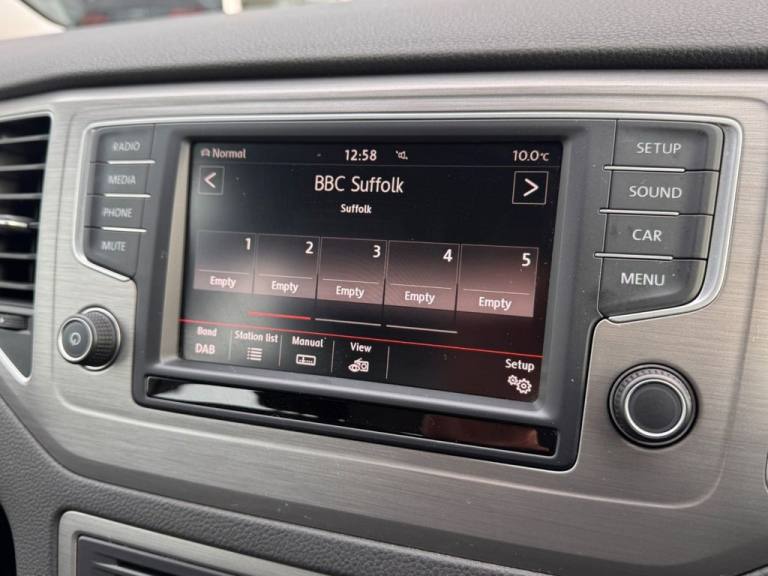 RADIO
MEDIA
PHONE
MUTE
Normal 12:58 10.0°C
BBC Suffolk
Suffolk
1 2 3 4 5
Empty Empty Empty Empty Empty
Band Station list Manual View Setup
DAB
SETUP
SOUND
CAR
MENU